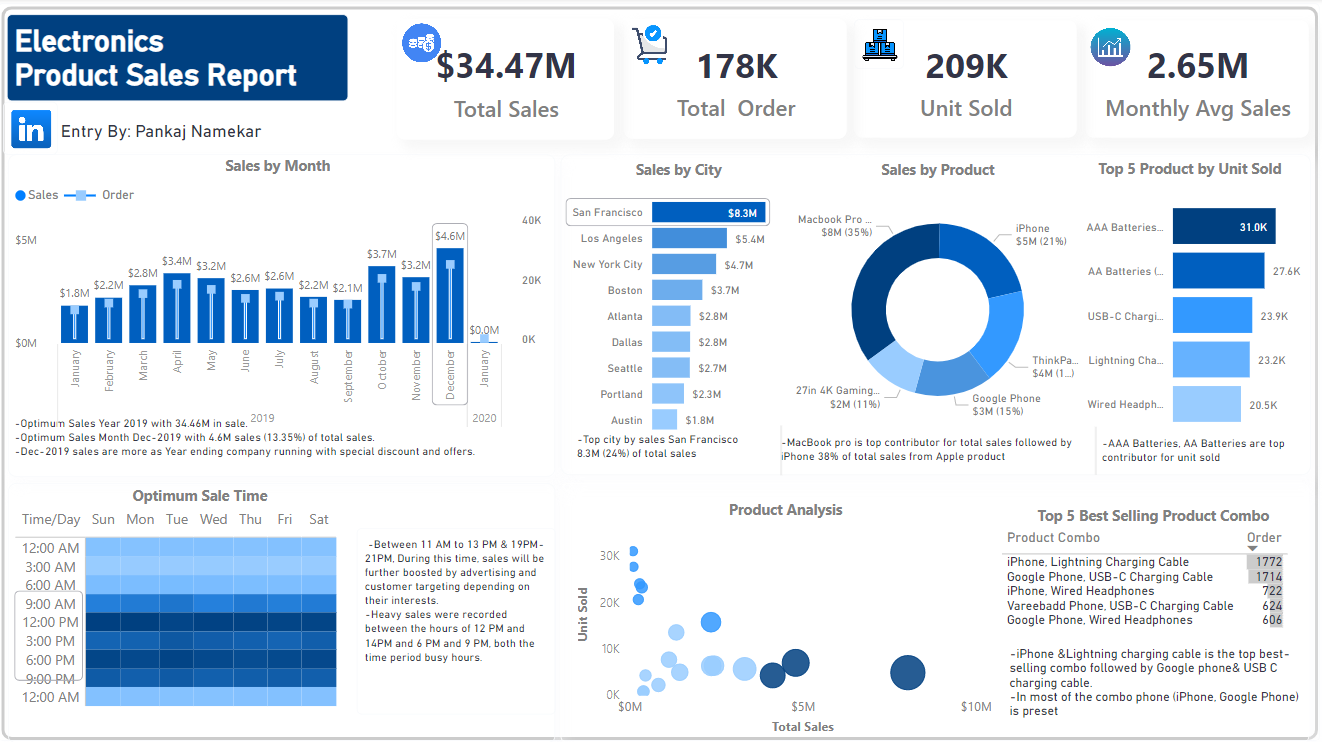 Electronics
Product Sales Report
in
Entry By: Pankaj Namekar
$34.47M
Total Sales
178K
Total Order
209K
Unit Sold
2.65M
Monthly Avg Sales
Sales by Month
Sales Order
$5M
$0M
40K
20K
0K
$1.8M
$2.2M
$2.8M
$3.4M
$3.2M
$2.6M
$2.6M
$2.2M
$2.1M
$3.7M
$3.2M
$4.6M
$0.0M
January
February
March
April
May
June
July
August
September
October
November
December
January
2019
2020
-Optimum Sales Year 2019 with 34.46M in sale.
-Optimum Sales Month Dec-2019 with 4.6M sales (13.35%) of total sales.
-Dec-2019 sales are more as Year ending company running with special discount and offers.
Sales by City
San Francisco $8.3M
Los Angeles $5.4M
New York City $4.7M
Boston $3.7M
Atlanta $2.8M
Dallas $2.8M
Seattle $2.7M
Portland $2.3M
Austin $1.8M
-Top city by sales San Francisco
8.3M (24%) of total sales
Sales by Product
Macbook Pro ...
$8M (35%)
iPhone
$5M (21%)
ThinkPa...
$4M (1...)
Google Phone
$3M (15%)
27in 4K Gaming...
$2M (11%)
-MacBook pro is top contributor for total sales followed by
iPhone 38% of total sales from Apple product
Top 5 Product by Unit Sold
AAA Batteries... 31.0K
AA Batteries (... 27.6K
USB-C Chargi... 23.9K
Lightning Cha... 23.2K
Wired Headph... 20.5K
-AAA Batteries, AA Batteries are top
contributor for unit sold
Optimum Sale Time
Time/Day Sun Mon Tue Wed Thu Fri Sat
12:00 AM
3:00 AM
6:00 AM
9:00 AM
12:00 PM
3:00 PM
6:00 PM
9:00 PM
12:00 AM
-Between 11 AM to 13 PM & 19PM-
21PM, During this time, sales will be
further boosted by advertising and
customer targeting depending on
their interests.
-Heavy sales were recorded
between the hours of 12 PM and
14PM and 6 PM and 9 PM, both the
time period busy hours.
Product Analysis
Unit Sold
30K
20K
10K
0K
$0M
$5M
$10M
Total Sales
Top 5 Best Selling Product Combo
Product Combo Order
iPhone, Lightning Charging Cable 1772
Google Phone, USB-C Charging Cable 1714
iPhone, Wired Headphones 722
Vareebadd Phone, USB-C Charging Cable 624
Google Phone, Wired Headphones 606
-iPhone &Lightning charging cable is the top best-
selling combo followed by Google phone& USB C
charging cable.
-In most of the combo phone (iPhone, Google Phone)
is preset